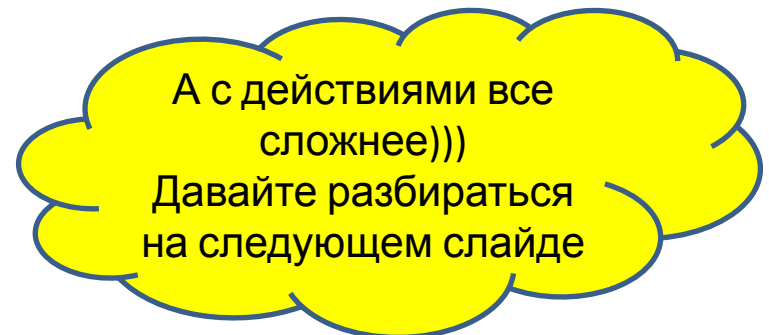 А с действиями все
сложнее)))
Давайте разбираться
на следующем слайде